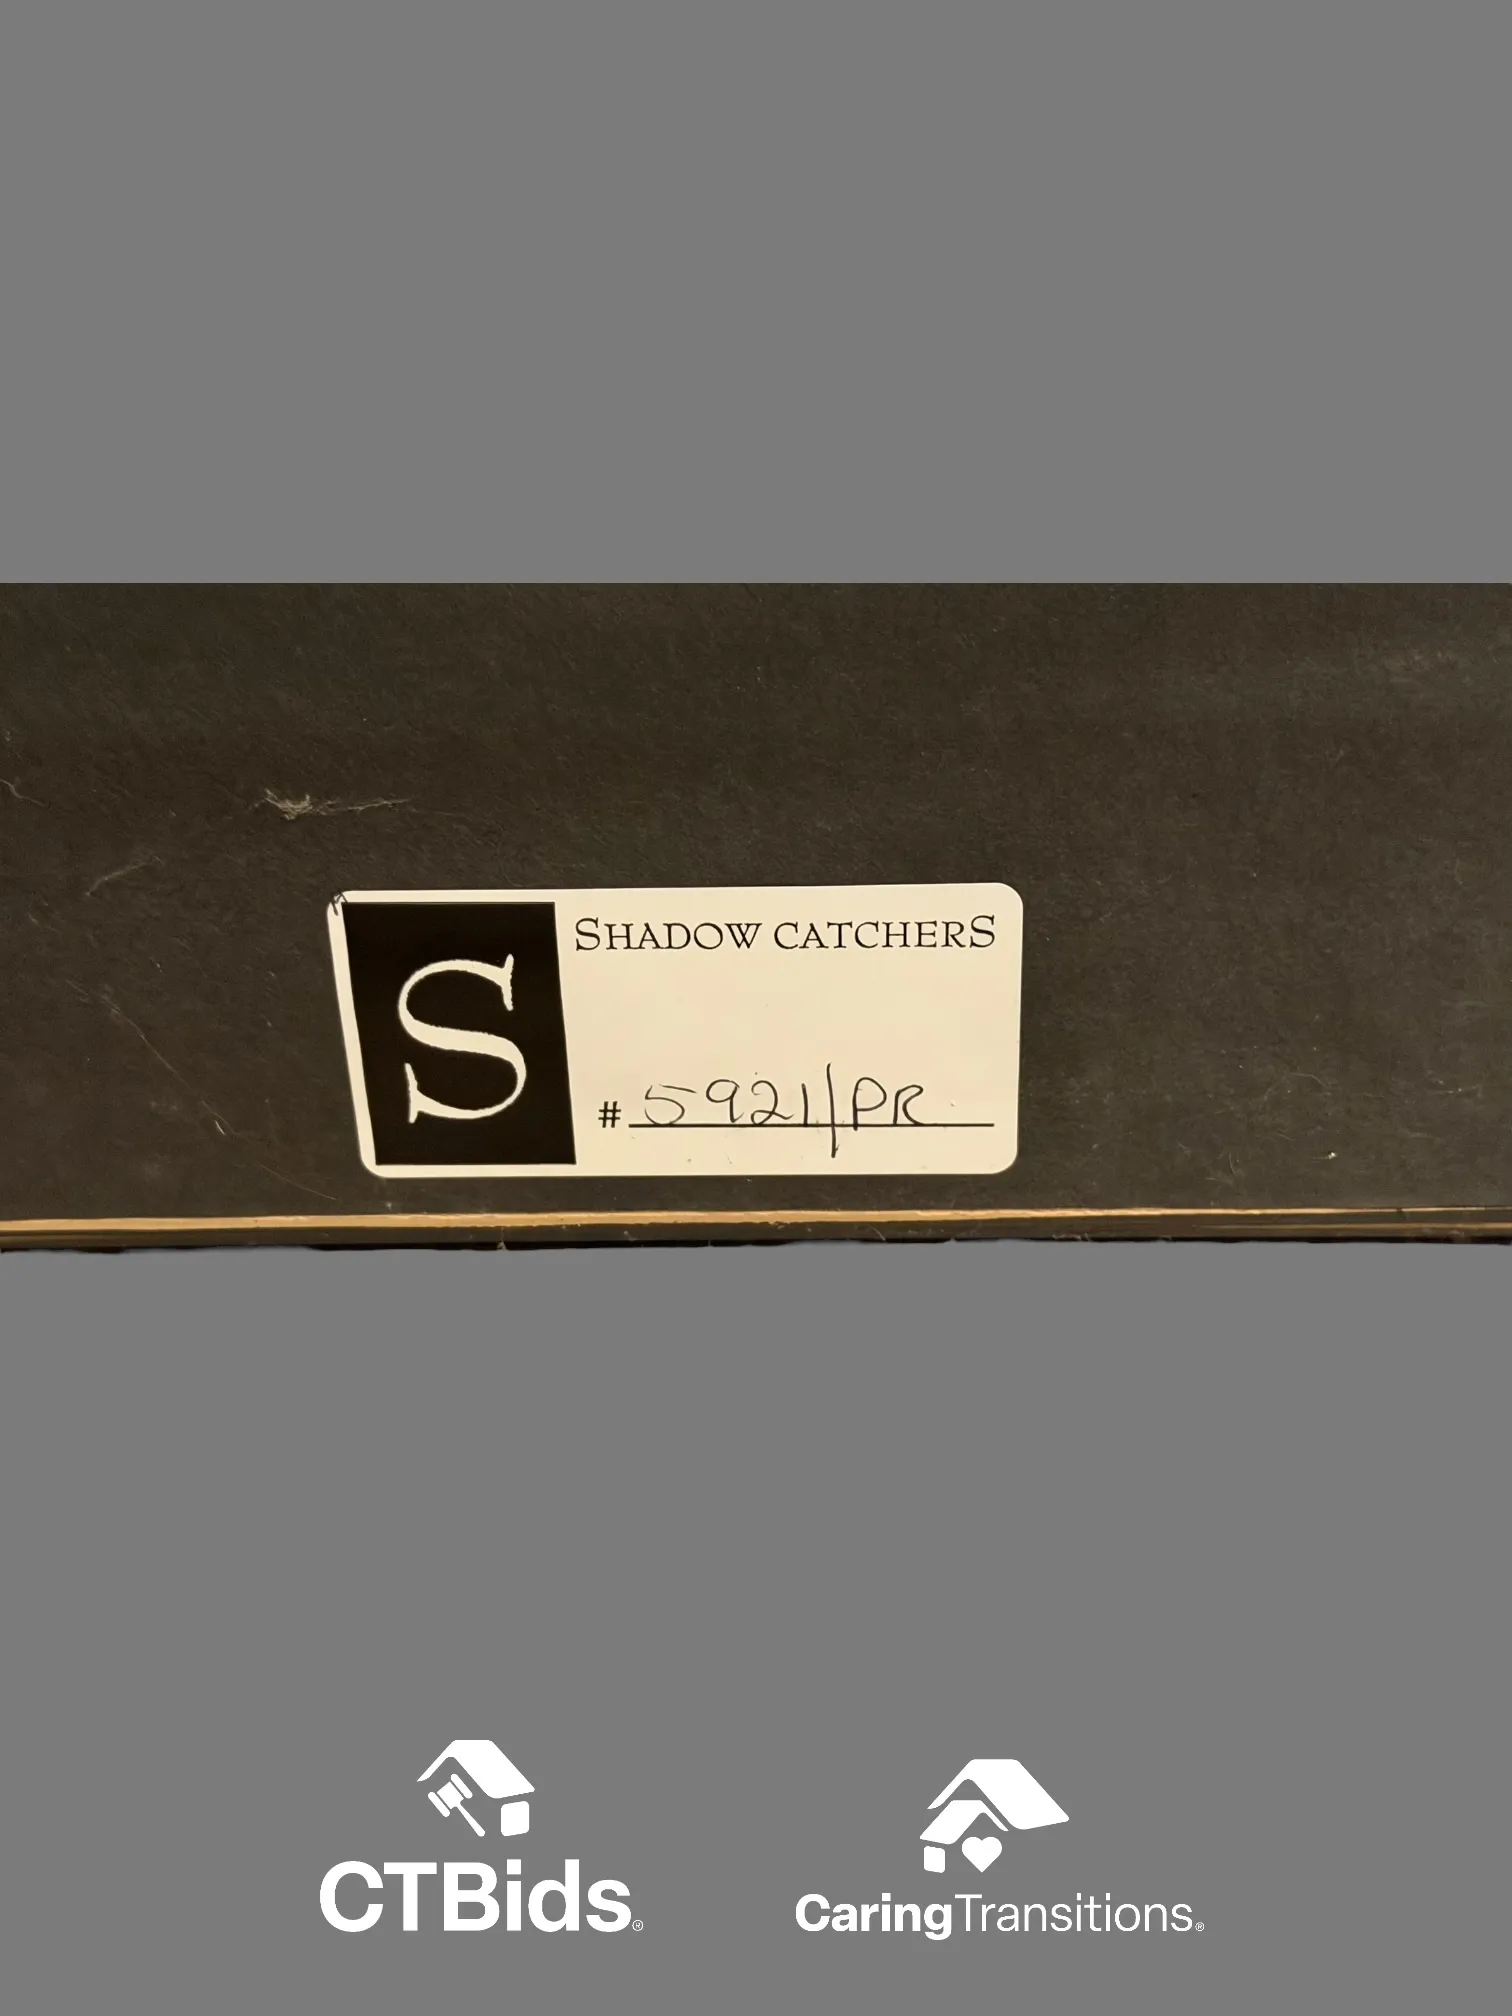 SHADOW CATCHERS
S
# 5921/PR
CTBids®
CaringTransitions®